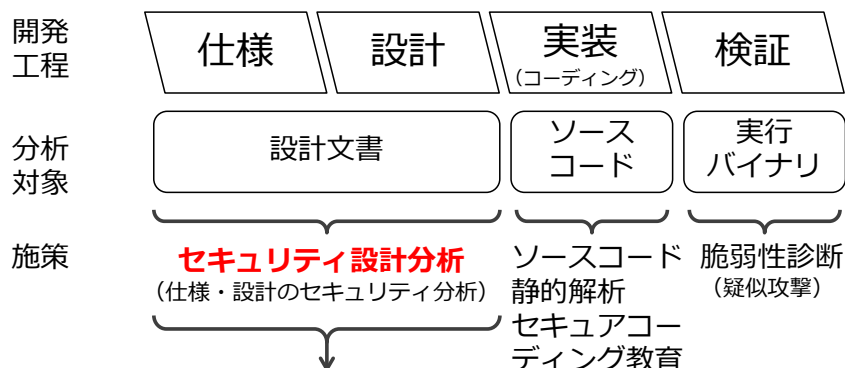 開発
工程
仕様
設計
実装
（コーディング）
検証
分析
対象
設計文書
ソース
コード
実行
バイナリ
施策
セキュリティ設計分析
（仕様・設計のセキュリティ分析）
ソースコード
静的解析
セキュアコー
ディング教育
脆弱性診断
（疑似攻撃）